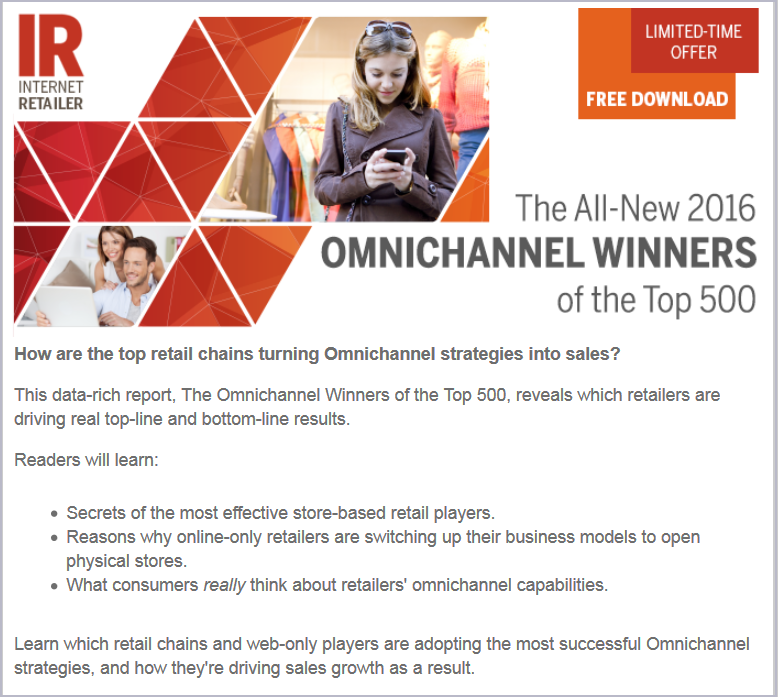 IR
INTERNET
RETAILER
LIMITED-TIME
OFFER
FREE DOWNLOAD
The All-New 2016
OMNICHANNEL WINNERS
of the Top 500
How are the top retail chains turning Omnichannel strategies into sales?
This data-rich report, The Omnichannel Winners of the Top 500, reveals which retailers are
driving real top-line and bottom-line results.
Readers will learn:
• Secrets of the most effective store-based retail players.
• Reasons why online-only retailers are switching up their business models to open
physical stores.
• What consumers really think about retailers' omnichannel capabilities.
Learn which retail chains and web-only players are adopting the most successful Omnichannel
strategies, and how they're driving sales growth as a result.